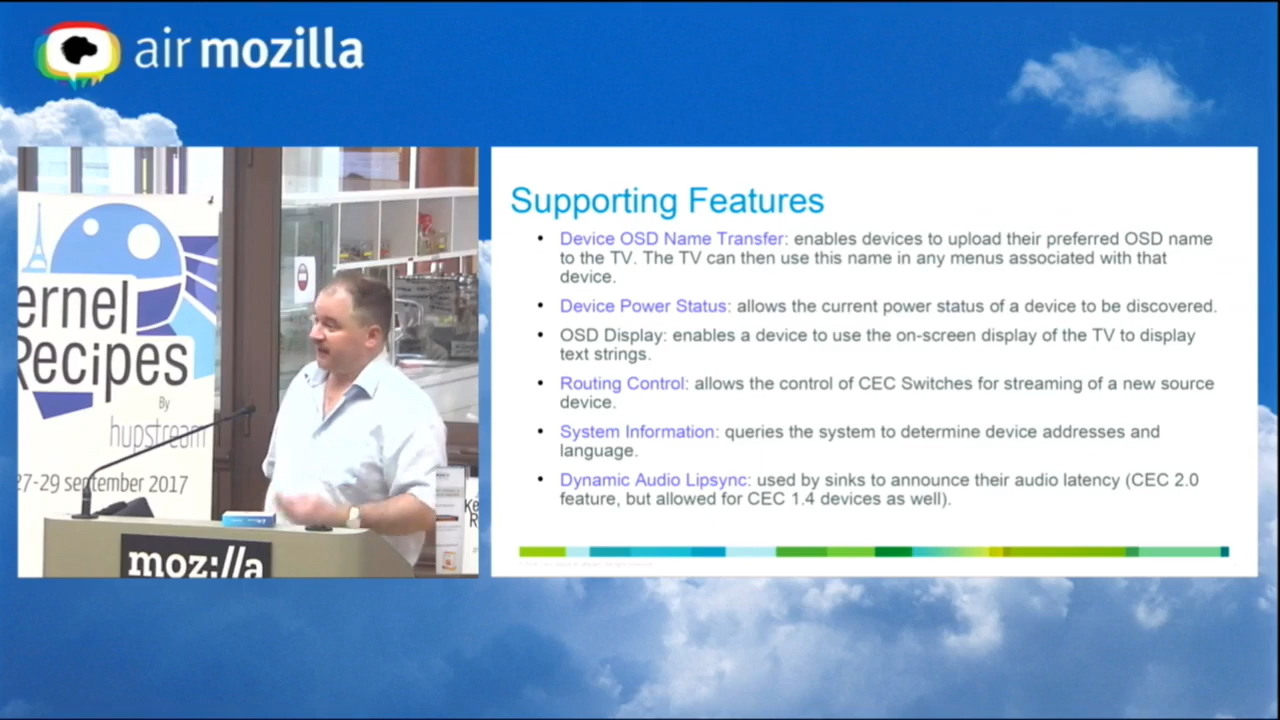 air mozilla
ernel
Recipes
By
hupstream
27-29 september 2017
moz://a
Supporting Features
• Device OSD Name Transfer: enables devices to upload their preferred OSD name
to the TV. The TV can then use this name in any menus associated with that
device.
• Device Power Status: allows the current power status of a device to be discovered.
• OSD Display: enables a device to use the on-screen display of the TV to display
text strings.
• Routing Control: allows the control of CEC Switches for streaming of a new source
device.
• System Information: queries the system to determine device addresses and
language.
• Dynamic Audio Lipsync: used by sinks to announce their audio latency (CEC 2.0
feature, but allowed for CEC 1.4 devices as well).